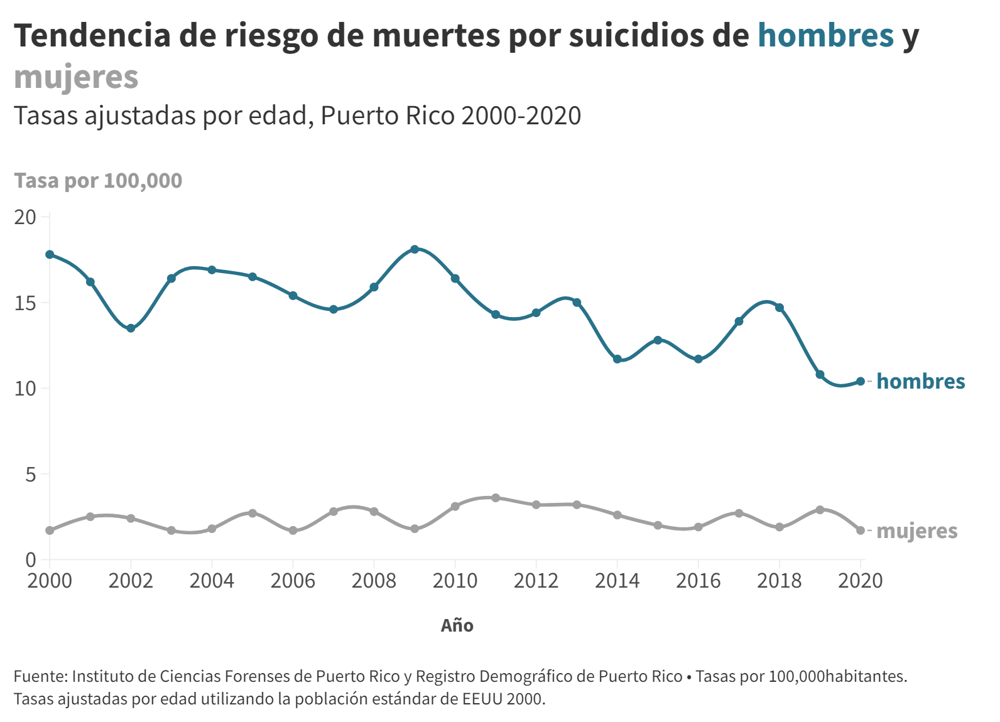 Tendencia de riesgo de muertes por suicidios de hombres y
mujeres
Tasas ajustadas por edad, Puerto Rico 2000-2020
Tasa por 100,000
20
15
10
5
0
hombres
mujeres
2000 2002 2004 2006 2008 2010 2012 2014 2016 2018 2020
Año
Fuente: Instituto de Ciencias Forenses de Puerto Rico y Registro Demográfico de Puerto Rico • Tasas por 100,000habitantes.
Tasas ajustadas por edad utilizando la población estándar de EEUU 2000.